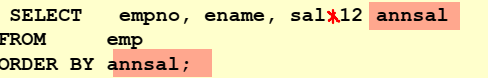 SELECT empno, ename, sal*12 annsal
FROM emp
ORDER BY annsal;